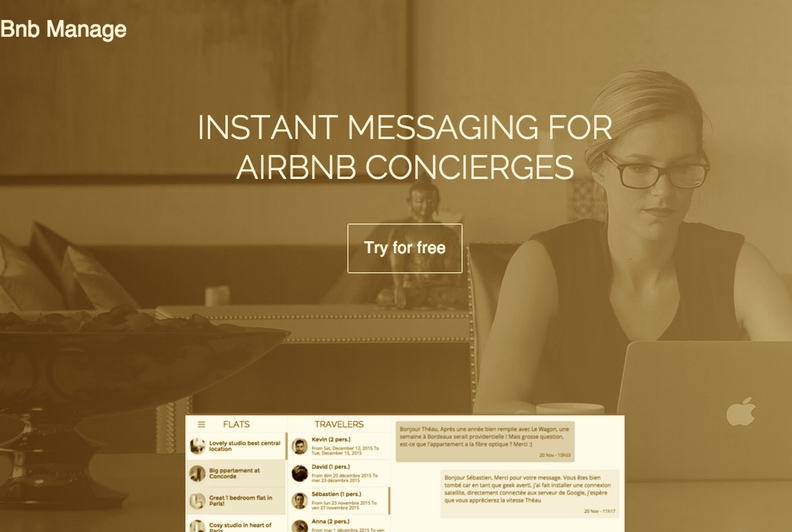 Bnb Manage
INSTANT MESSAGING FOR
AIRBNB CONCIERGES
Try for free
FLATS
Lovely studio best central
location
Big ppartement at
Concorde
Great 1 bedroom flat in
Paris!
Cosy studio in heart of
TRAVELERS
Kevin (2 pers.)
From Sat, December 12, 2015 To
Tue, December 15, 2015
David (1 pers.)
From dim 20 décembre 2015 To
mer 23 décembre 2015
Sébastien (1 pers.)
From lun 23 novembre 2015 To
ven 27 novembre 2015
Anna (2 pers.)
From mar 1 décembre 2015 To ven
Bonjour Théau, Après une année bien remplie avec Le Wagon, une
semaine à Bordeaux serait providentielle ! Mais grosse question,
est-ce que l'appartement a la fibre optique ? Merci :)
20 Nov - 10h03
Bonjour Sébastien, Merci pour votre message. Vous êtes bien
tombé car en tant que geek averti, j'ai fait installer une connexion
satellite, directement connectée aux serveur de Google, j'espère
que vous apprécierez la vitesse Théau
20 Nov - 11h17